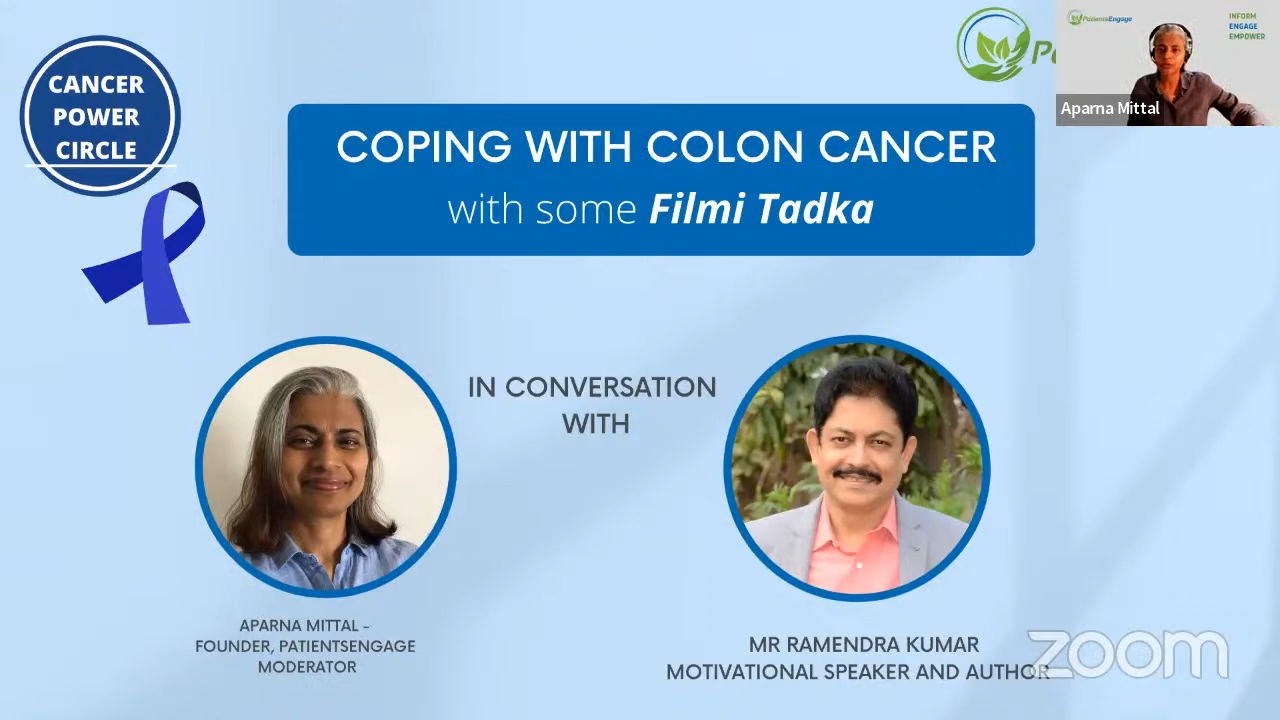 CANCER
POWER
CIRCLE
PatientsEngage
INFORM
ENGAGE
EMPOWER
Aparna Mittal
COPING WITH COLON CANCER
with some Filmi Tadka
IN CONVERSATION
WITH
APARNA MITTAL -
FOUNDER, PATIENTSENGAGE
MODERATOR
MR RAMENDRA KUMAR
MOTIVATIONAL SPEAKER AND AUTHOR
zoom